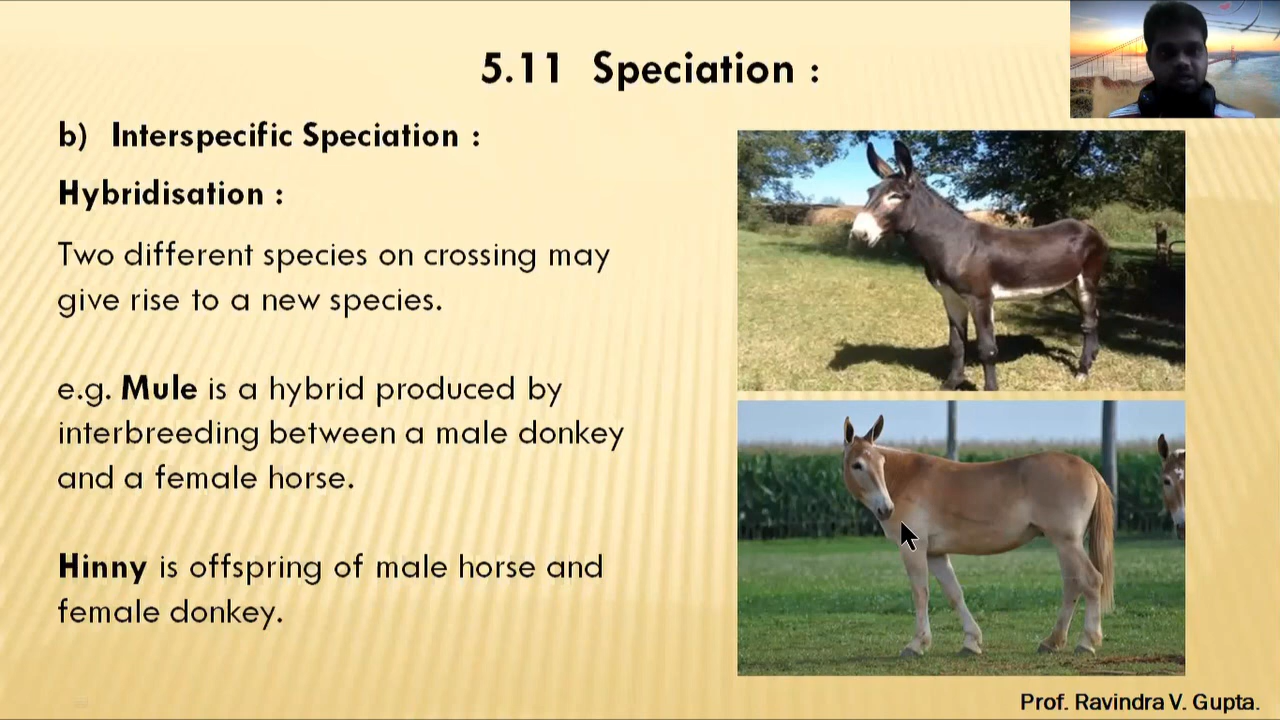 5.11 Speciation :
b) Interspecific Speciation :
Hybridisation :
Two different species on crossing may
give rise to a new species.
e.g. Mule is a hybrid produced by
interbreeding between a male donkey
and a female horse.
Hinny is offspring of male horse and
female donkey.
Prof. Ravindra V. Gupta.